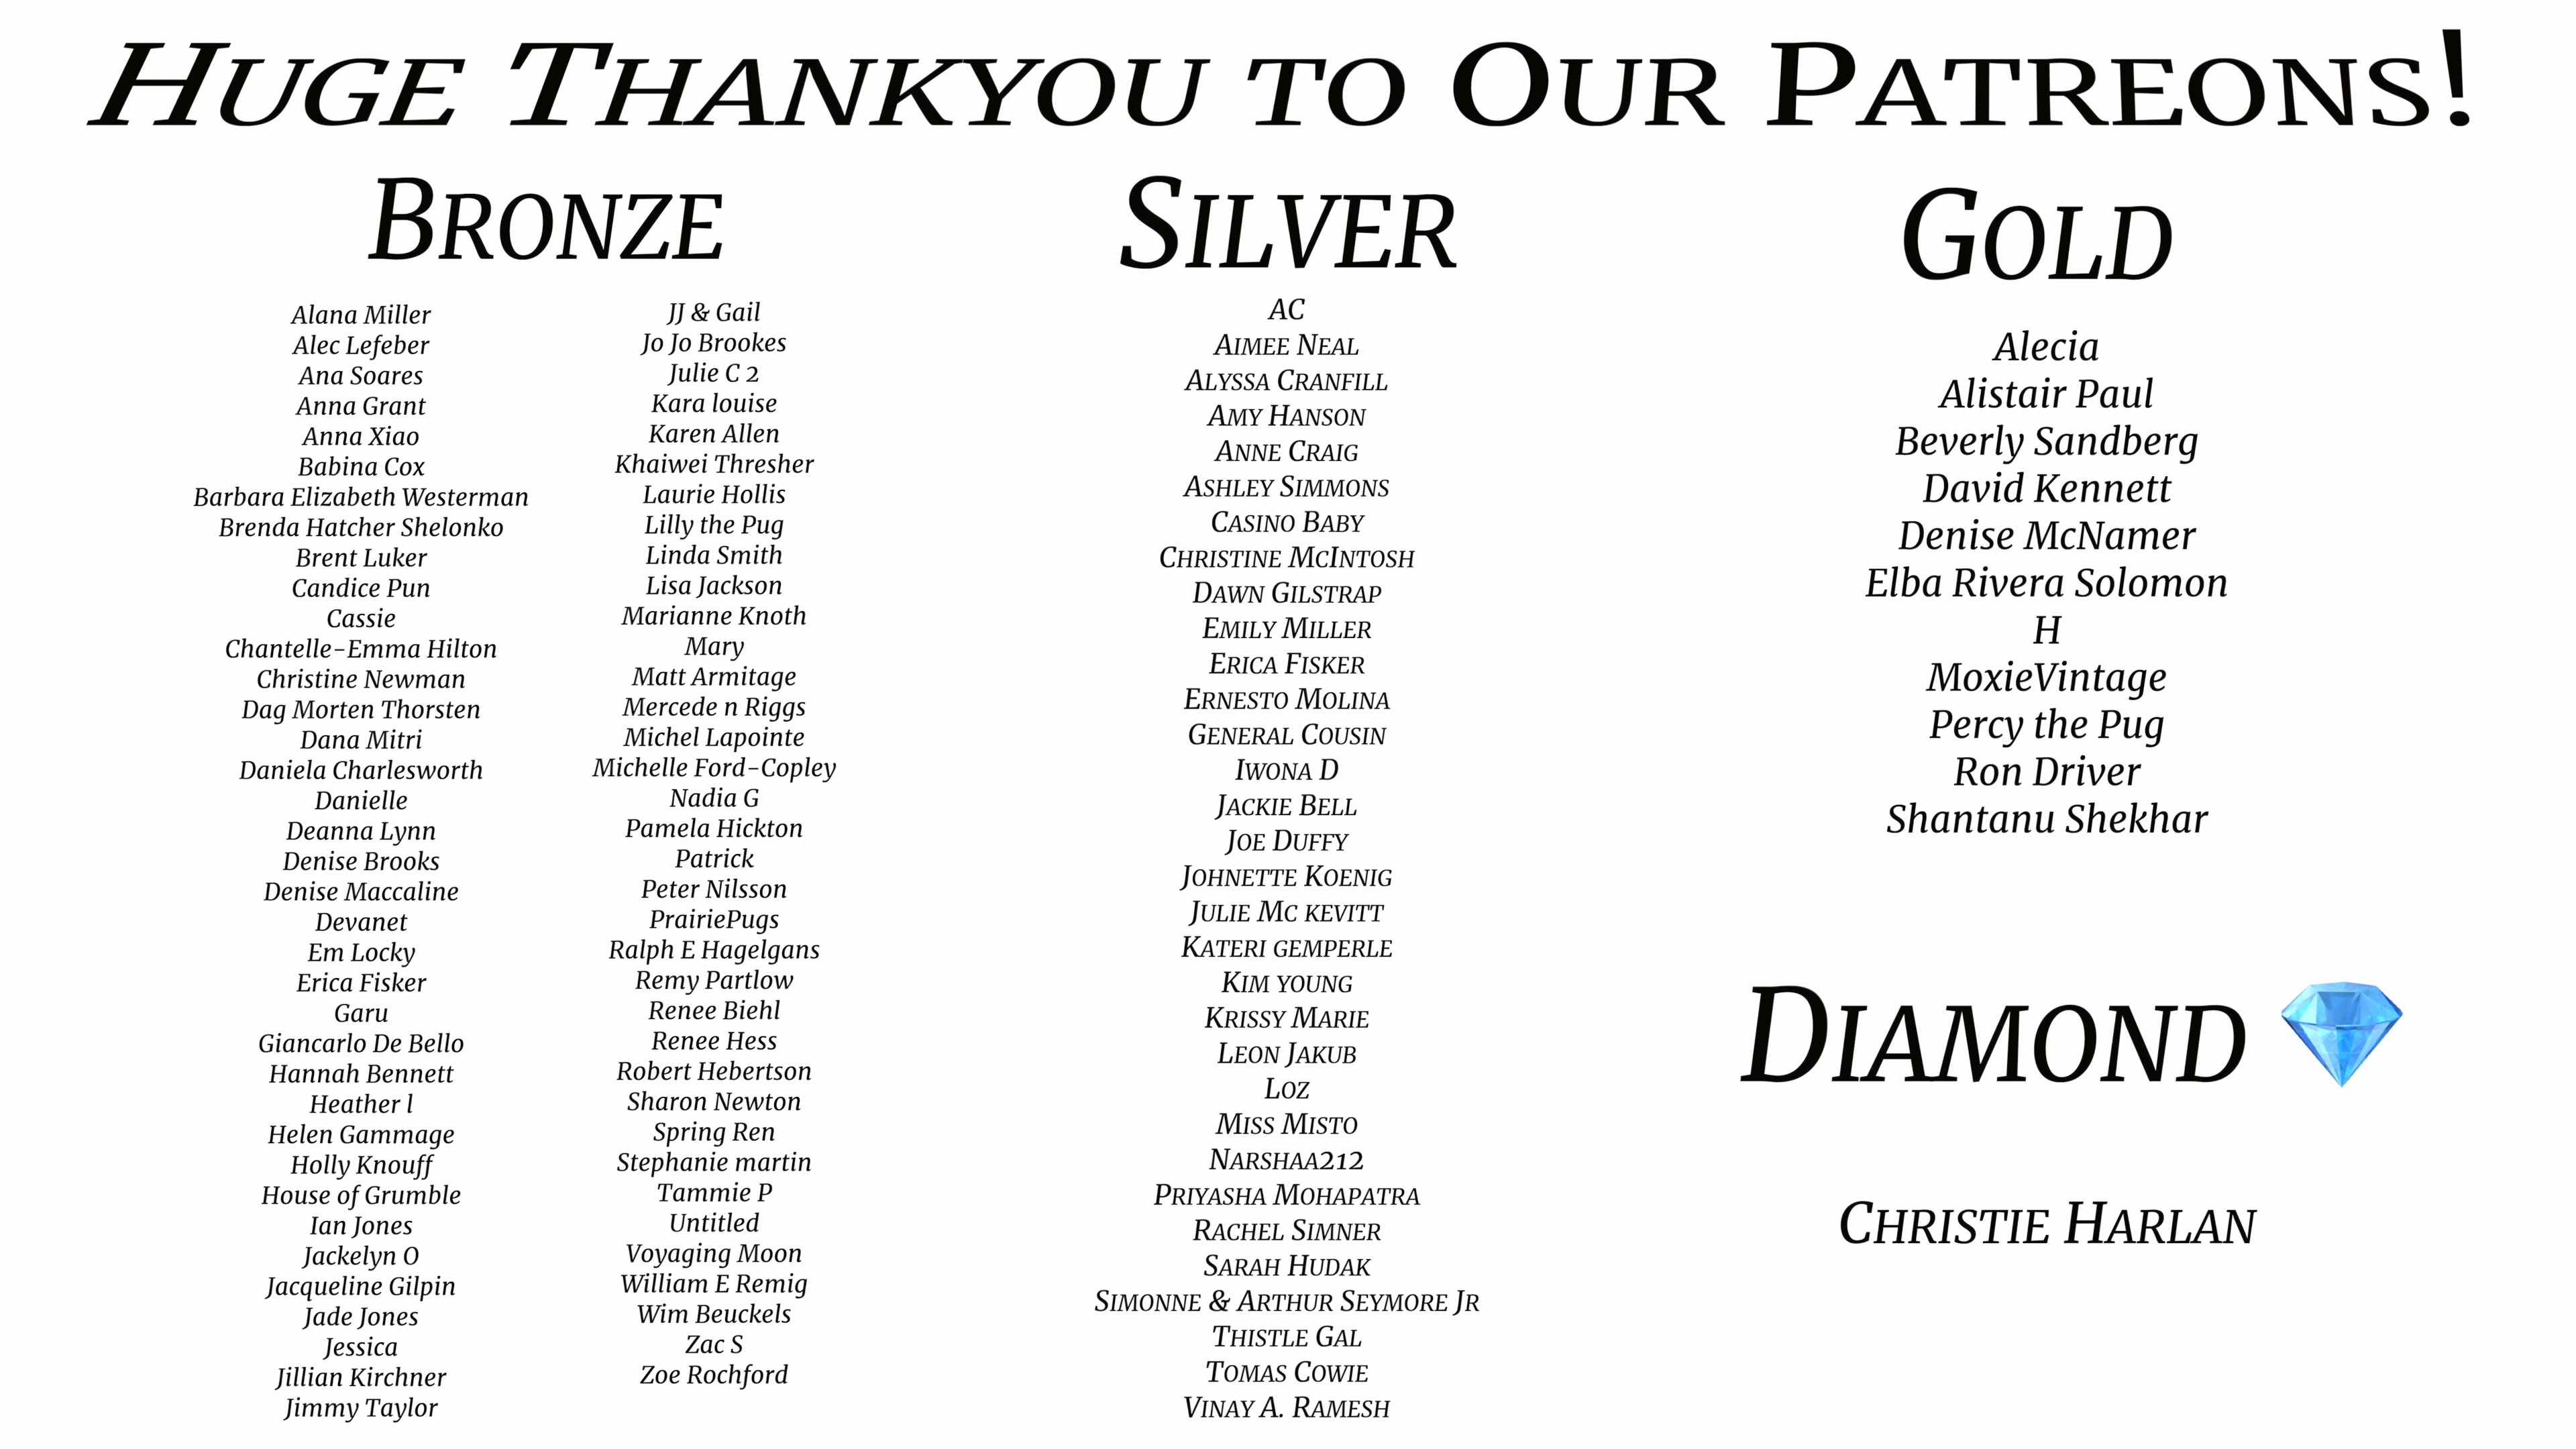 HUGE THANKYOU TO OUR PATREONS!
BRONZE
Alana Miller
Alec Lefeber
Ana Soares
Anna Grant
Anna Xiao
Babina Cox
Barbara Elizabeth Westerman
Brenda Hatcher Shelonko
Brent Luker
Candice Pun
Cassie
Chantelle-Emma Hilton
Christine Newman
Dag Morten Thorsten
Dana Mitri
Daniela Charlesworth
Danielle
Deanna Lynn
Denise Brooks
Denise Maccaline
Devanet
Em Locky
Erica Fisker
Garu
Giancarlo De Bello
Hannah Bennett
Heather l
Helen Gammage
Holly Knouff
House of Grumble
Ian Jones
Jackelyn O
Jacqueline Gilpin
Jade Jones
Jessica
Jillian Kirchner
Jimmy Taylor
JJ & Gail
Jo Jo Brookes
Julie C 2
Kara louise
Karen Allen
Khaiwei Thresher
Laurie Hollis
Lilly the Pug
Linda Smith
Lisa Jackson
Marianne Knoth
Mary
Matt Armitage
Mercede n Riggs
Michel Lapointe
Michelle Ford-Copley
Nadia G
Pamela Hickton
Patrick
Peter Nilsson
PrairiePugs
Ralph E Hagelgans
Remy Partlow
Renee Biehl
Renee Hess
Robert Hebertson
Sharon Newton
Spring Ren
Stephanie martin
Tammie P
Untitled
Voyaging Moon
William E Remig
Wim Beuckels
Zac S
Zoe Rochford
SILVER
AC
AIMEE NEAL
ALYSSA CRANFILL
AMY HANSON
ANNE CRAIG
ASHLEY SIMMONS
CASINO BABY
CHRISTINE MCINTOSH
DAWN GILSTRAP
EMILY MILLER
ERICA FISKER
ERNESTO MOLINA
GENERAL COUSIN
IWONA D
JACKIE BELL
JOE DUFFY
JOHNETTE KOENIG
JULIE MC KEVITT
KATERI GEMPERLE
KIM YOUNG
KRISSY MARIE
LEON JAKUB
LOZ
MISS MISTO
NARSHAA212
PRIYASHA MOHAPATRA
RACHEL SIMNER
SARAH HUDAK
SIMONNE & ARTHUR SEYMORE JR
THISTLE GAL
TOMAS COWIE
VINAY A. RAMESH
GOLD
Alecia
Alistair Paul
Beverly Sandberg
David Kennett
Denise McNamer
Elba Rivera Solomon
H
MoxieVintage
Percy the Pug
Ron Driver
Shantanu Shekhar
DIAMOND
CHRISTIE HARLAN